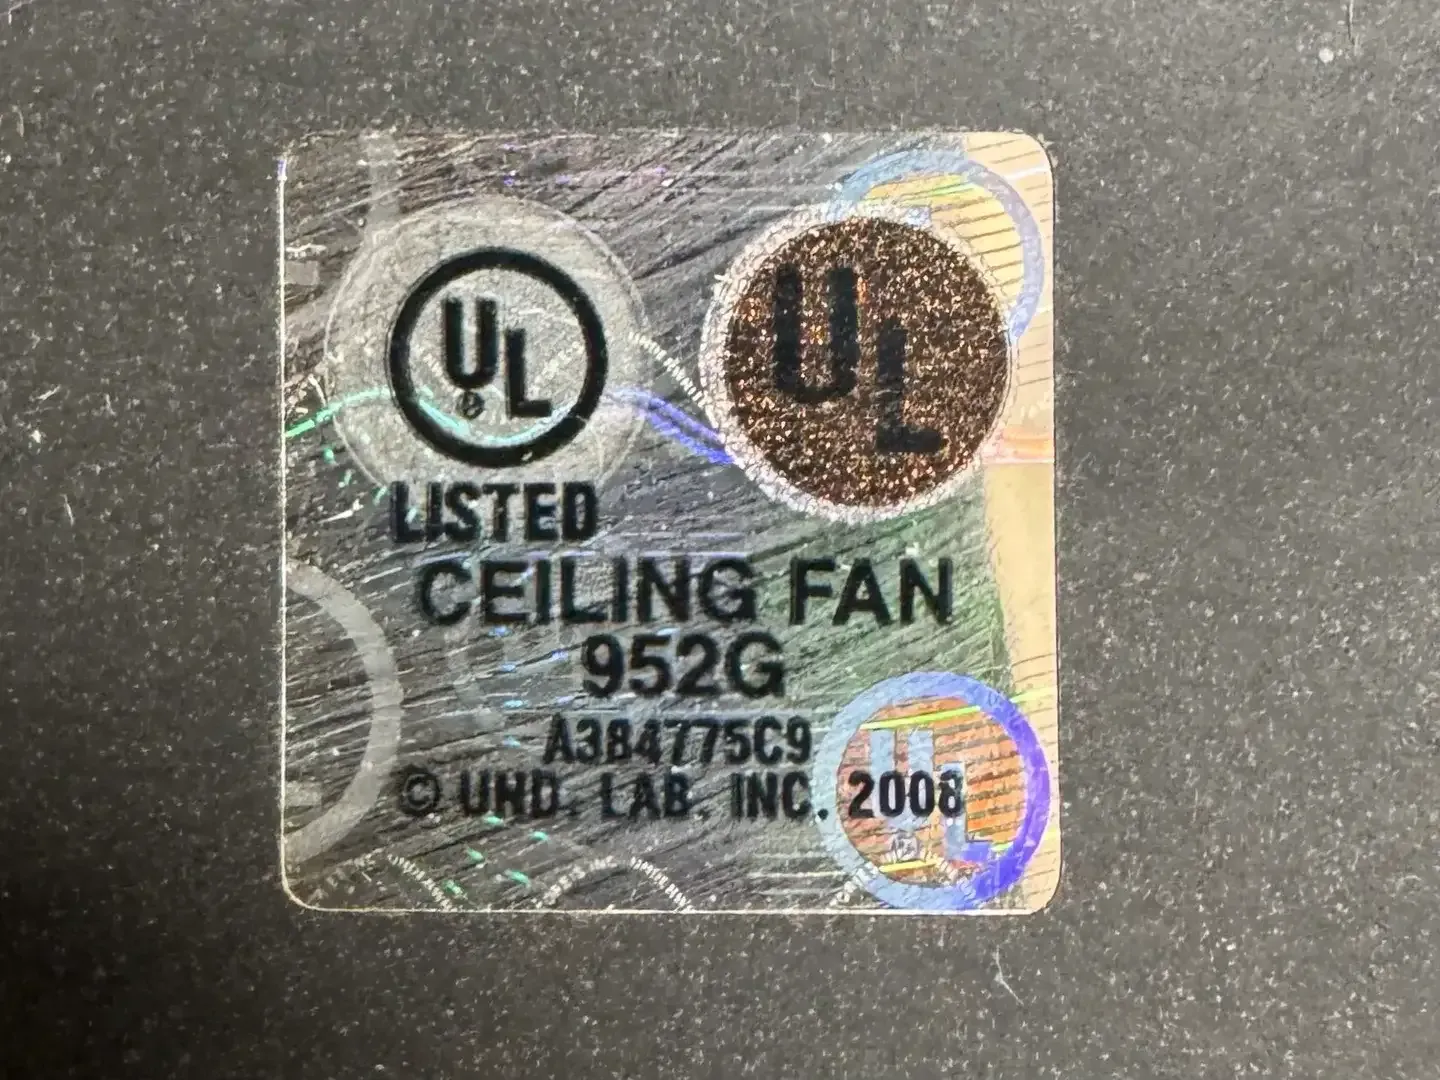 UL
®
UL
LISTED
CEILING FAN
952G
A384775C9
© UND. LAB. INC. 2008
UL